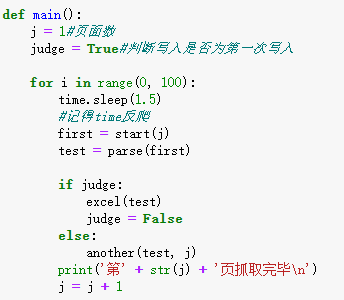 def main():
    j = 1#页面数
    judge = True#判断写入是否为第一次写入

    for i in range(0, 100):
        time.sleep(1.5)
        #记得time反爬
        first = start(j)
        test = parse(first)

        if judge:
            excel(test)
            judge = False
        else:
            another(test, j)
        print('第' + str(j) + '页抓取完毕\n')
        j = j + 1